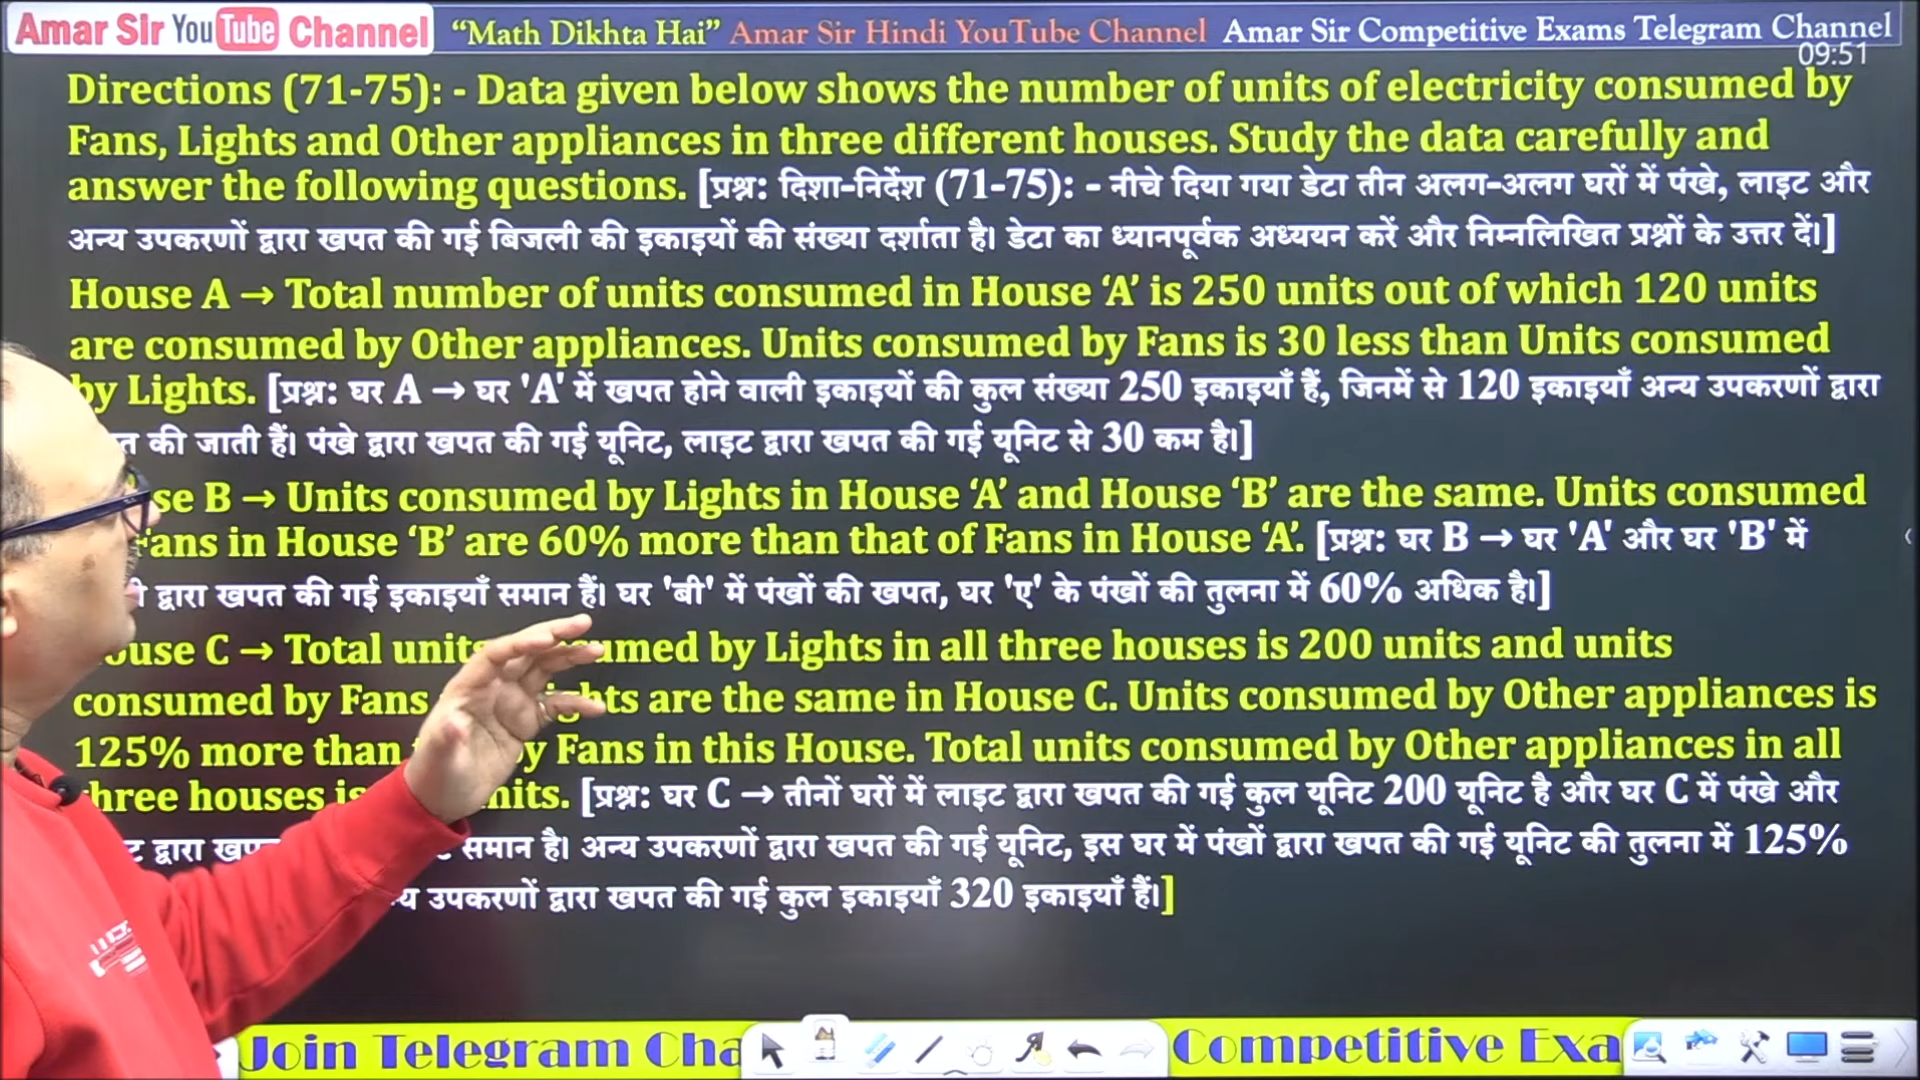 Amar Sir YouTube Channel “Math Dikhta Hai” Amar Sir Hindi YouTube Channel Amar Sir Competitive Exams Telegram Channel
09:51
Directions (71-75): - Data given below shows the number of units of electricity consumed by
Fans, Lights and Other appliances in three different houses. Study the data carefully and
answer the following questions. [प्रश्न: दिशा-निर्देश (71-75): - नीचे दिया गया डेटा तीन अलग-अलग घरों में पंखे, लाइट और
अन्य उपकरणों द्वारा खपत की गई बिजली की इकाइयों की संख्या दर्शाता है। डेटा का ध्यानपूर्वक अध्ययन करें और निम्नलिखित प्रश्नों के उत्तर दें।]
House A → Total number of units consumed in House ‘A’ is 250 units out of which 120 units
are consumed by Other appliances. Units consumed by Fans is 30 less than Units consumed
by Lights. [प्रश्न: घर A → घर 'A' में खपत होने वाली इकाइयों की कुल संख्या 250 इकाइयाँ हैं, जिनमें से 120 इकाइयाँ अन्य उपकरणों द्वारा
की जाती हैं। पंखे द्वारा खपत की गई यूनिट, लाइट द्वारा खपत की गई यूनिट से 30 कम है।]
B → Units consumed by Lights in House ‘A’ and House ‘B’ are the same. Units consumed
Fans in House ‘B’ are 60% more than that of Fans in House ‘A’. [प्रश्न: घर B → घर 'A' और घर 'B' में
द्वारा खपत की गई इकाइयाँ समान हैं। घर 'बी' में पंखों की खपत, घर 'ए' के पंखों की तुलना में 60% अधिक है।]
House C → Total units consumed by Lights in all three houses is 200 units and units
consumed by Fans Lights are the same in House C. Units consumed by Other appliances is
125% more than by Fans in this House. Total units consumed by Other appliances in all
three houses is units. [प्रश्न: घर C → तीनों घरों में लाइट द्वारा खपत की गई कुल यूनिट 200 यूनिट है और घर C में पंखे और
द्वारा खपत समान है। अन्य उपकरणों द्वारा खपत की गई यूनिट, इस घर में पंखों द्वारा खपत की गई यूनिट की तुलना में 125%
उपकरणों द्वारा खपत की गई कुल इकाइयाँ 320 इकाइयाँ हैं।]
Join Telegram Cha Competitive Exa